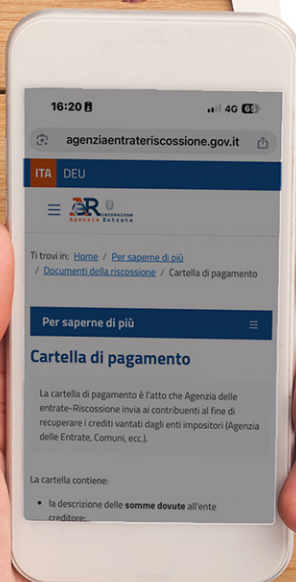 16:20
4G
agenziaentrateriscossione.gov.it
ITA DEU
AeR
Riscossione
Agenzia Entrate
Ti trovi in: Home / Per saperne di più
/ Documenti della riscossione / Cartella di pagamento
Per saperne di più
Cartella di pagamento
La cartella di pagamento è l'atto che Agenzia delle
entrate-Riscossione invia ai contribuenti al fine di
recuperare i crediti vantati dagli enti impositori (Agenzia
delle Entrate, Comuni, ecc.).
La cartella contiene:
• la descrizione delle somme dovute all'ente
creditore;